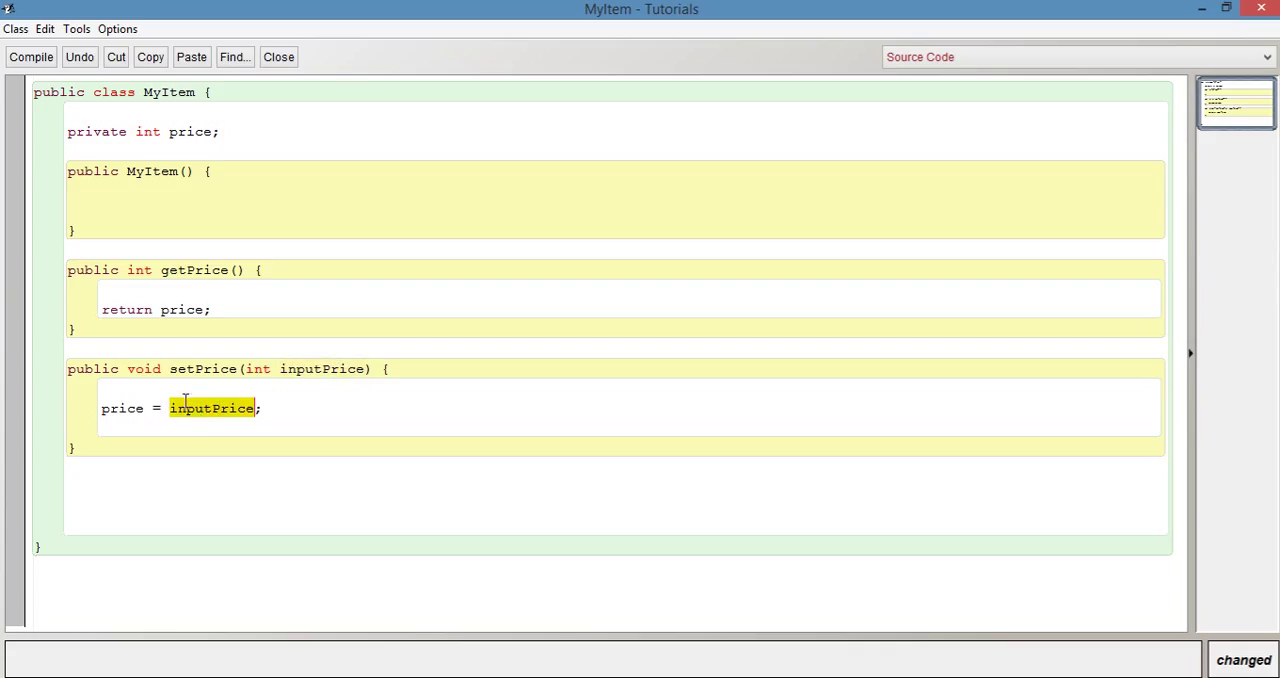 MyItem - Tutorials
Class Edit Tools Options
Compile Undo Cut Copy Paste Find... Close Source Code
public class MyItem {
private int price;
public MyItem() {
}
public int getPrice() {
return price;
}
public void setPrice(int inputPrice) {
price = inputPrice;
}
}
changed